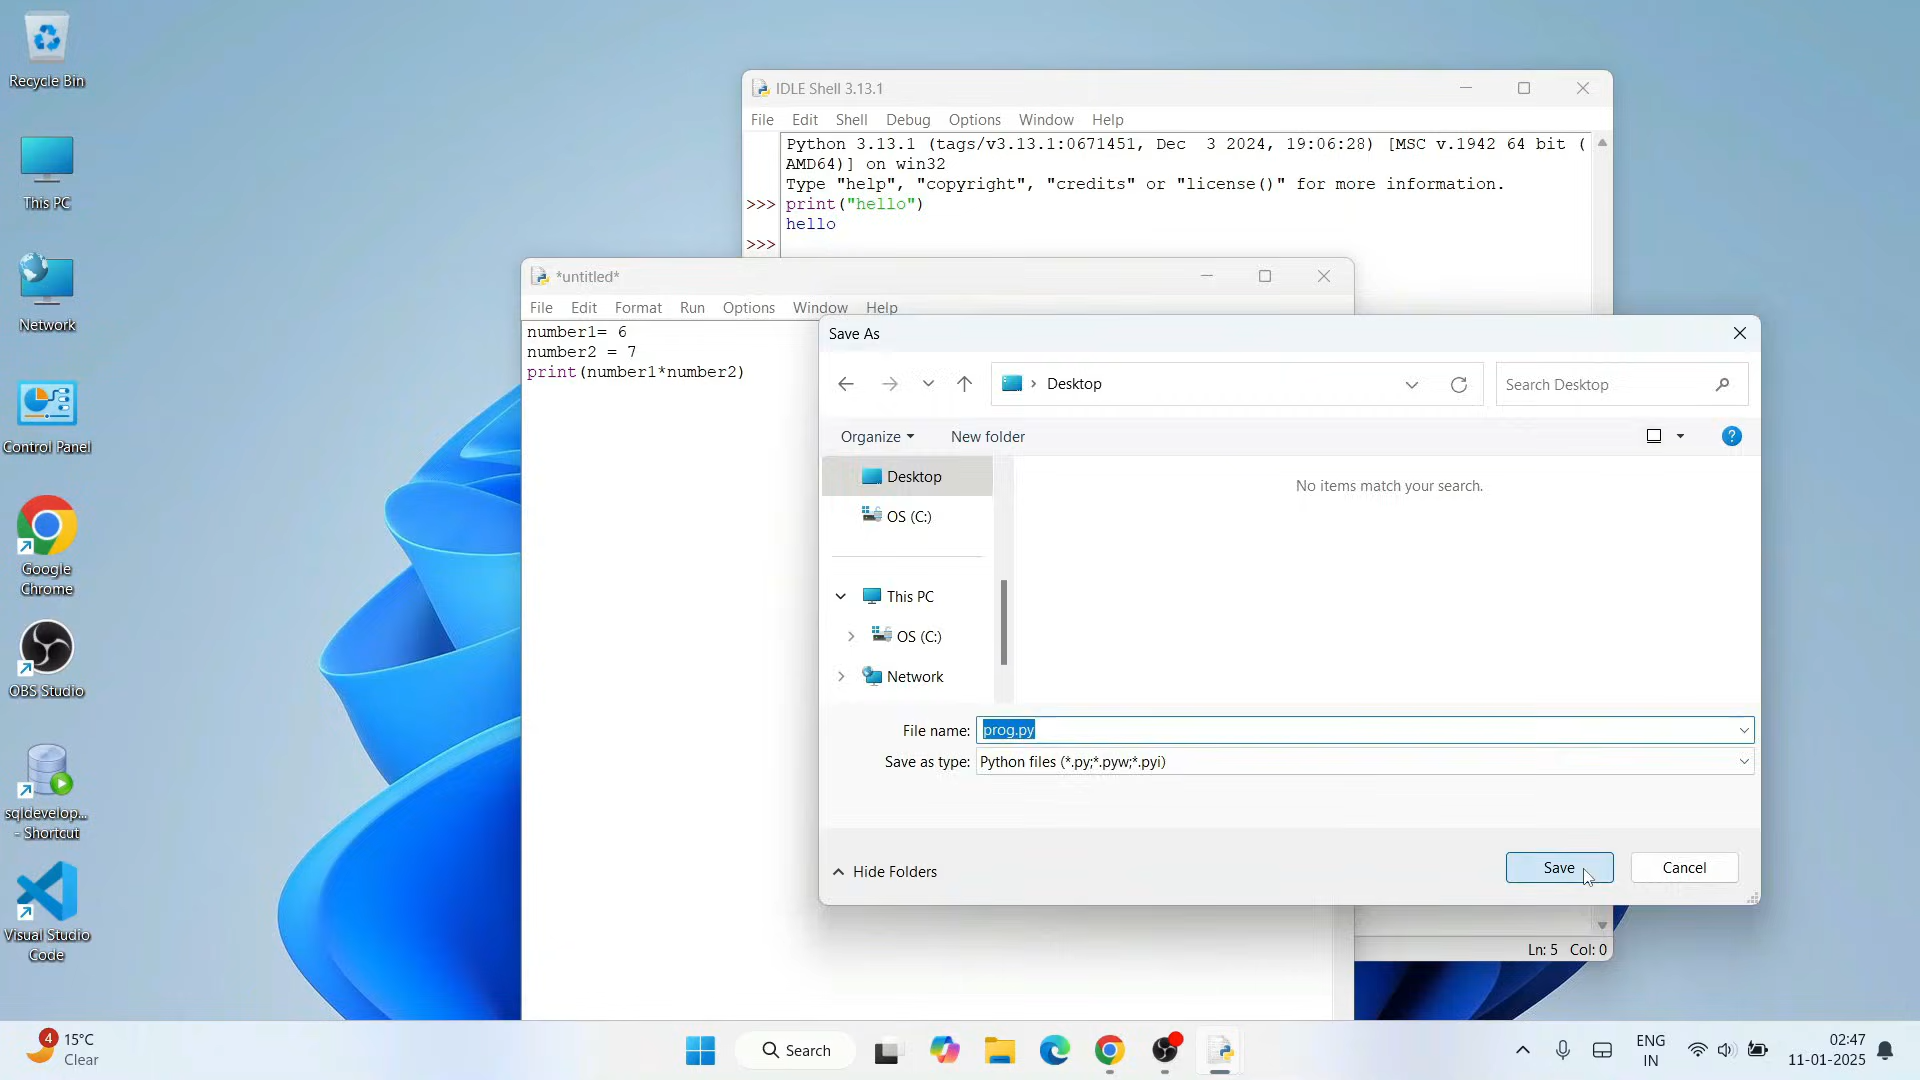 Recycle Bin
This PC
Network
Control Panel
Google
Chrome
OBS Studio
sqldevelop...
- Shortcut
Visual Studio
Code
IDLE Shell 3.13.1
File Edit Shell Debug Options Window Help
Python 3.13.1 (tags/v3.13.1:0671451, Dec  3 2024, 19:06:28) [MSC v.1942 64 bit (
AMD64)] on win32
Type "help", "copyright", "credits" or "license()" for more information.
>>> print("hello")
hello
>>>
*untitled*
File Edit Format Run Options Window Help
number1= 6
number2 = 7
print(number1*number2)
Save As
Desktop
Search Desktop
Organize
New folder
?
Desktop
OS (C:)
This PC
OS (C:)
Network
No items match your search.
File name: prog.py
Save as type: Python files (*.py;*.pyw;*.pyi)
Hide Folders
Save
Cancel
Ln: 5 Col: 0
4
15°C
Clear
Search
ENG
IN
02:47
11-01-2025